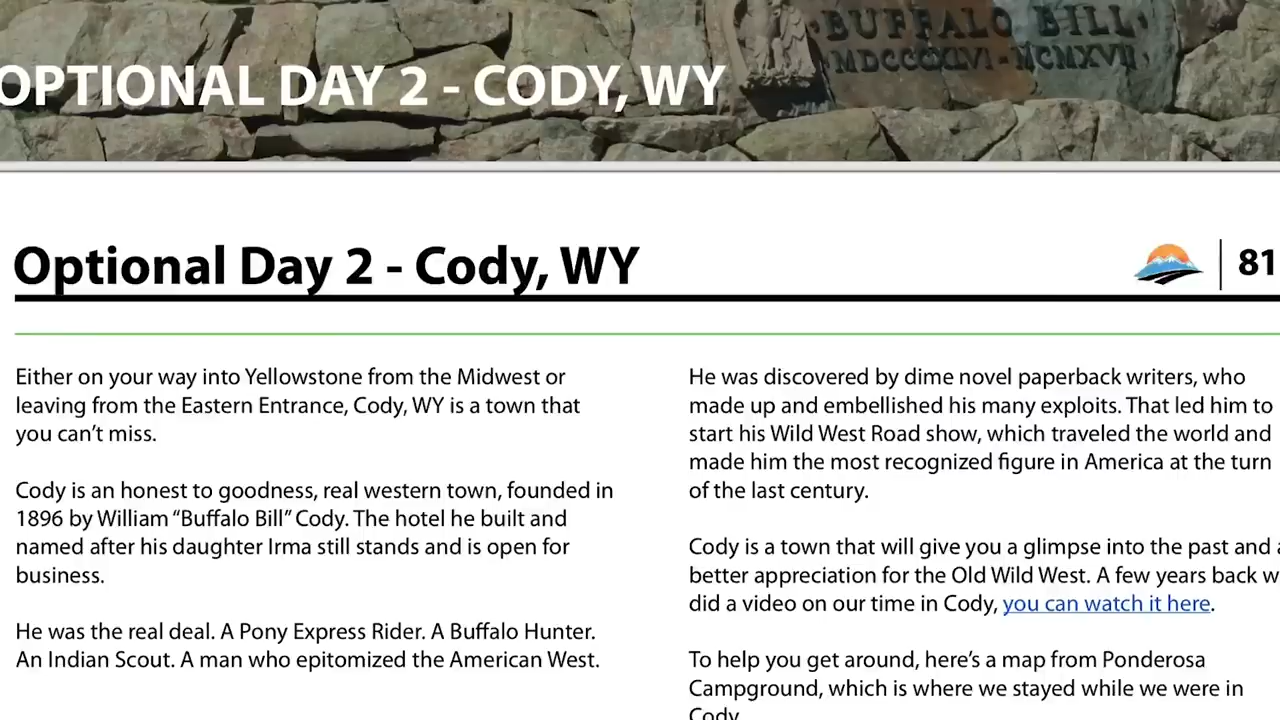 BUFFALO BILL
MDCCCXLVI - MCMXVII
OPTIONAL DAY 2 - CODY, WY
Optional Day 2 - Cody, WY
81
Either on your way into Yellowstone from the Midwest or
leaving from the Eastern Entrance, Cody, WY is a town that
you can't miss.
Cody is an honest to goodness, real western town, founded in
1896 by William “Buffalo Bill” Cody. The hotel he built and
named after his daughter Irma still stands and is open for
business.
He was the real deal. A Pony Express Rider. A Buffalo Hunter.
An Indian Scout. A man who epitomized the American West.
He was discovered by dime novel paperback writers, who
made up and embellished his many exploits. That led him to
start his Wild West Road show, which traveled the world and
made him the most recognized figure in America at the turn
of the last century.
Cody is a town that will give you a glimpse into the past and a
better appreciation for the Old Wild West. A few years back w
did a video on our time in Cody, you can watch it here.
To help you get around, here's a map from Ponderosa
Campground, which is where we stayed while we were in
Cody